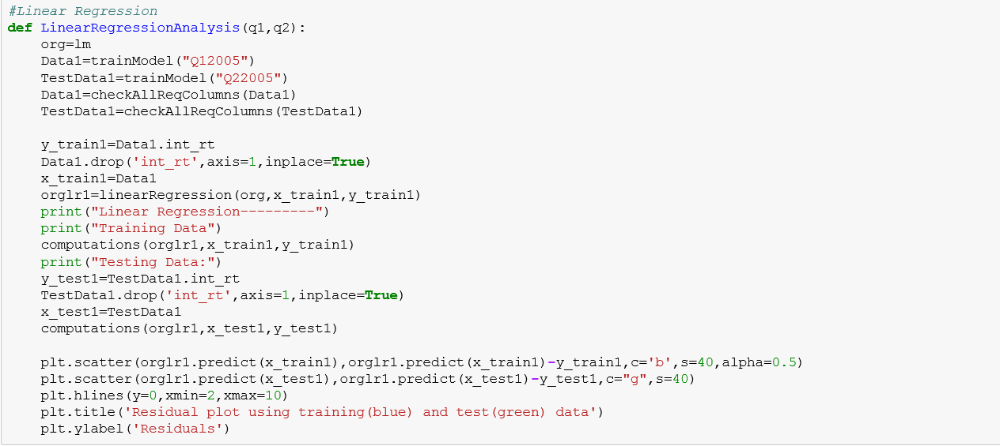 #Linear Regression
def LinearRegressionAnalysis(q1,q2):
    org=lm
    Data1=trainModel("Q12005")
    TestData1=trainModel("Q22005")
    Data1=checkAllReqColumns(Data1)
    TestData1=checkAllReqColumns(TestData1)

    y_train1=Data1.int_rt
    Data1.drop('int_rt',axis=1,inplace=True)
    x_train1=Data1
    orglr1=linearRegression(org,x_train1,y_train1)
    print("Linear Regression---------")
    print("Training Data")
    computations(orglr1,x_train1,y_train1)
    print("Testing Data:")
    y_test1=TestData1.int_rt
    TestData1.drop('int_rt',axis=1,inplace=True)
    x_test1=TestData1
    computations(orglr1,x_test1,y_test1)

    plt.scatter(orglr1.predict(x_train1),orglr1.predict(x_train1)-y_train1,c='b',s=40,alpha=0.5)
    plt.scatter(orglr1.predict(x_test1),orglr1.predict(x_test1)-y_test1,c="g",s=40)
    plt.hlines(y=0,xmin=2,xmax=10)
    plt.title('Residual plot using training(blue) and test(green) data')
    plt.ylabel('Residuals')